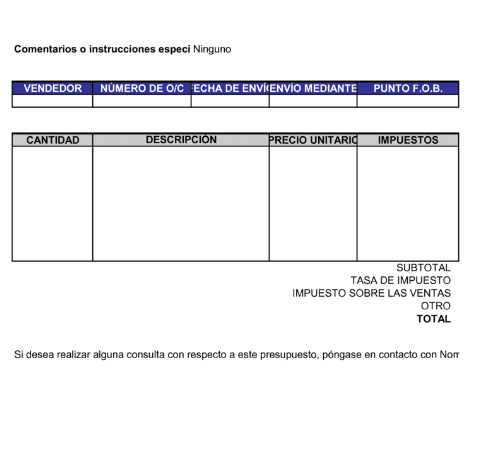 Comentarios o instrucciones especi Ninguno
VENDEDOR NÚMERO DE O/C FECHA DE ENVÍO ENVÍO MEDIANTE PUNTO F.O.B.
CANTIDAD DESCRIPCIÓN PRECIO UNITARIO IMPUESTOS
SUBTOTAL
TASA DE IMPUESTO
IMPUESTO SOBRE LAS VENTAS
OTRO
TOTAL
Si desea realizar alguna consulta con respecto a este presupuesto, póngase en contacto con Nom